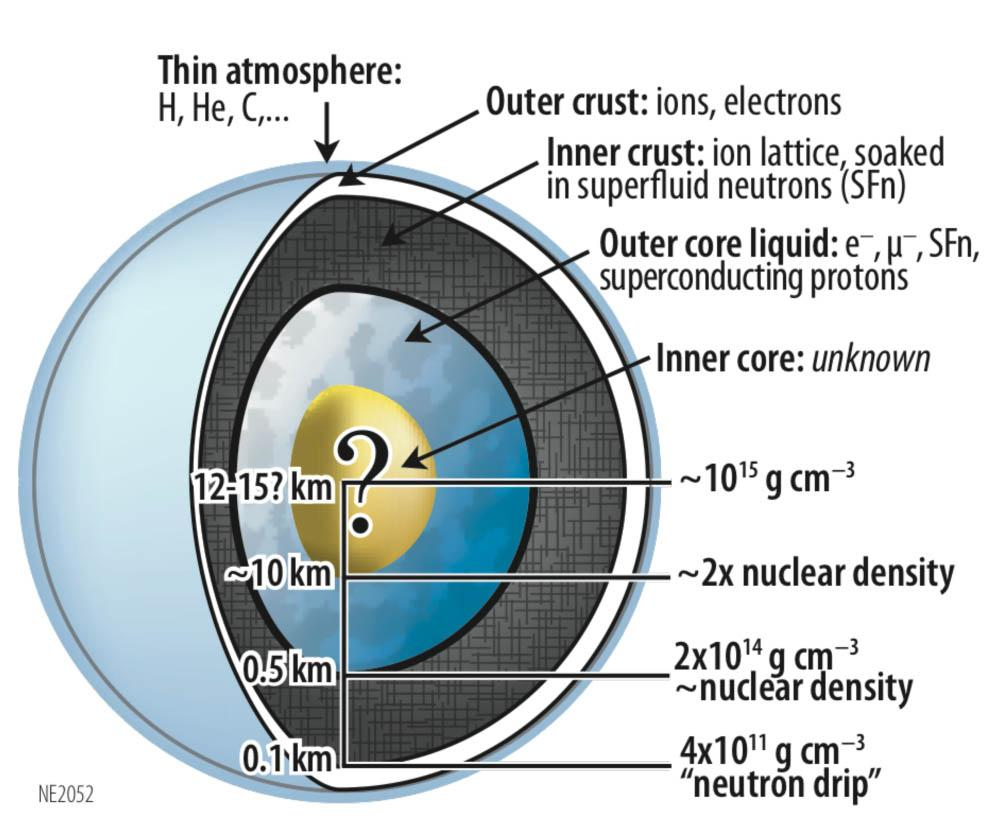 Thin atmosphere:
H, He, C,...
Outer crust: ions, electrons
Inner crust: ion lattice, soaked
in superfluid neutrons (SFn)
Outer core liquid: e⁻, μ⁻, SFn,
superconducting protons
Inner core: unknown
?
12-15? km
~10¹⁵ g cm⁻³
~10 km
~2x nuclear density
0.5 km
2x10¹⁴ g cm⁻³
~nuclear density
0.1 km
4x10¹¹ g cm⁻³
“neutron drip”
NE2052